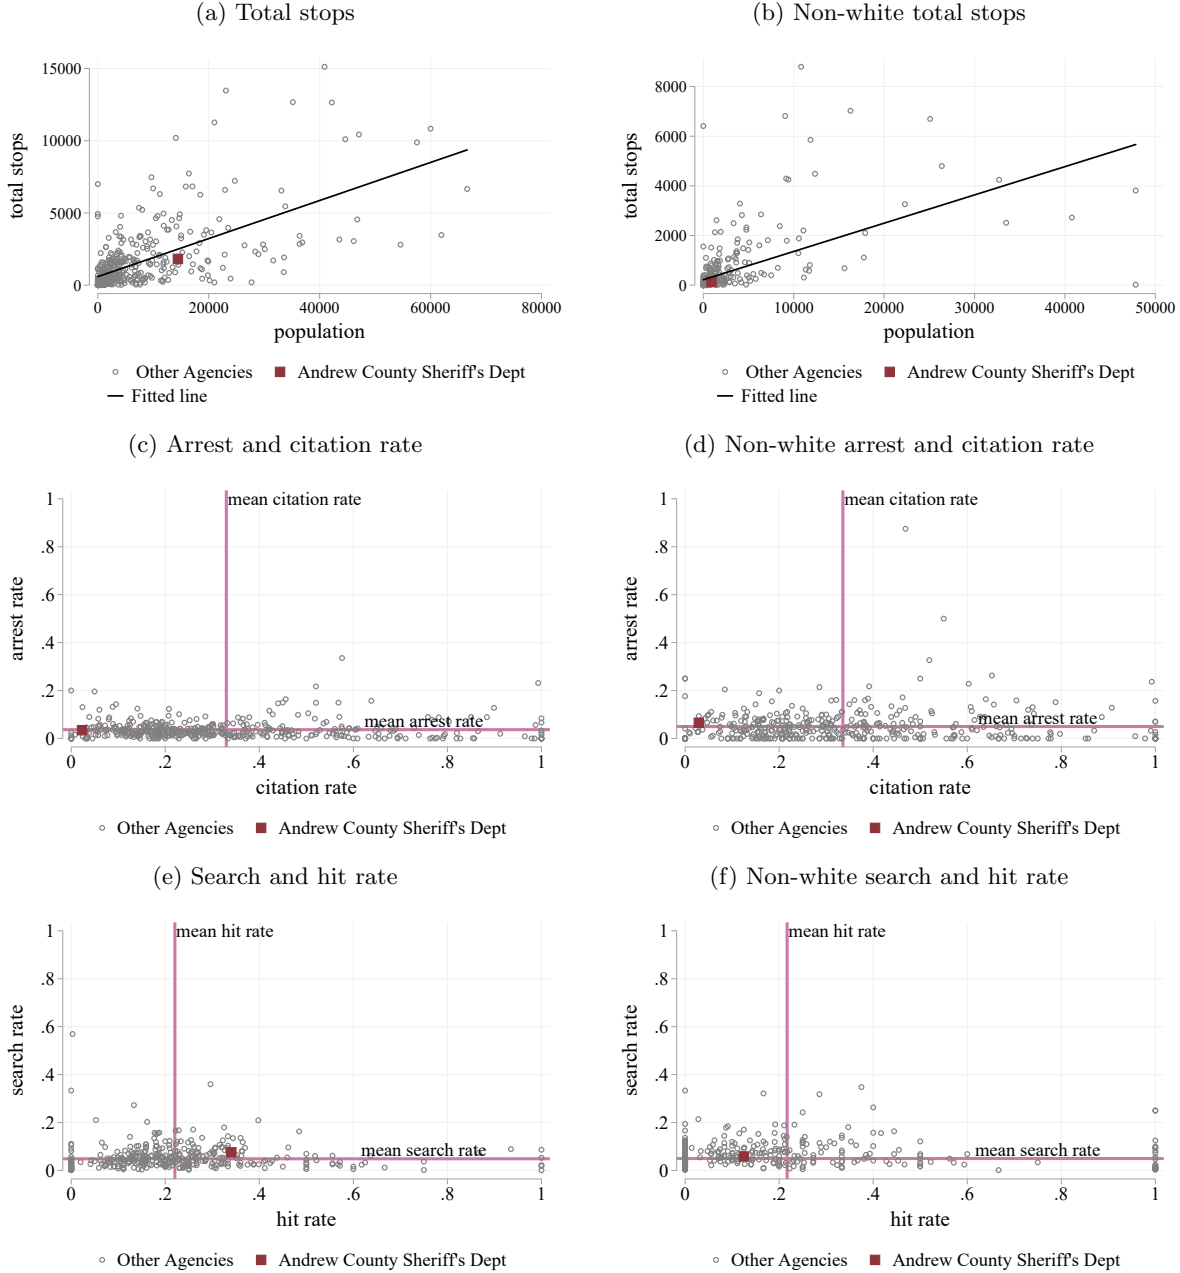 (a) Total stops
(b) Non-white total stops
total stops
15000
10000
5000
0
0 20000 40000 60000 80000
population
Other Agencies Andrew County Sheriff's Dept
Fitted line
total stops
8000
6000
4000
2000
0
0 10000 20000 30000 40000 50000
population
Other Agencies Andrew County Sheriff's Dept
Fitted line
(c) Arrest and citation rate
(d) Non-white arrest and citation rate
arrest rate
1
.8
.6
.4
.2
0
mean citation rate
mean arrest rate
0 .2 .4 .6 .8 1
citation rate
Other Agencies Andrew County Sheriff's Dept
arrest rate
1
.8
.6
.4
.2
0
mean citation rate
mean arrest rate
0 .2 .4 .6 .8 1
citation rate
Other Agencies Andrew County Sheriff's Dept
(e) Search and hit rate
(f) Non-white search and hit rate
search rate
1
.8
.6
.4
.2
0
mean hit rate
mean search rate
0 .2 .4 .6 .8 1
hit rate
Other Agencies Andrew County Sheriff's Dept
search rate
1
.8
.6
.4
.2
0
mean hit rate
mean search rate
0 .2 .4 .6 .8 1
hit rate
Other Agencies Andrew County Sheriff's Dept